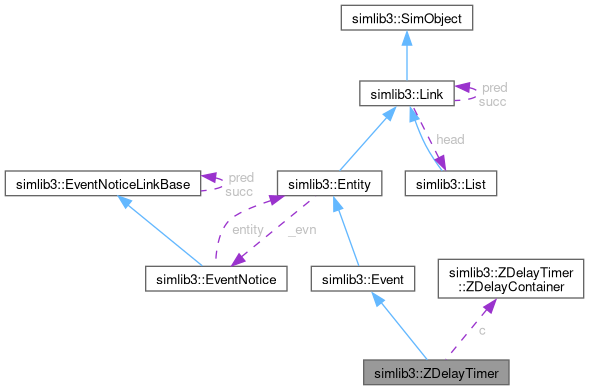 simlib3::SimObject
simlib3::Link
pred
succ
head
simlib3::EventNoticeLinkBase
pred
succ
simlib3::Entity
simlib3::List
entity
_evn
simlib3::EventNotice
simlib3::Event
simlib3::ZDelayTimer
::ZDelayContainer
c
simlib3::ZDelayTimer